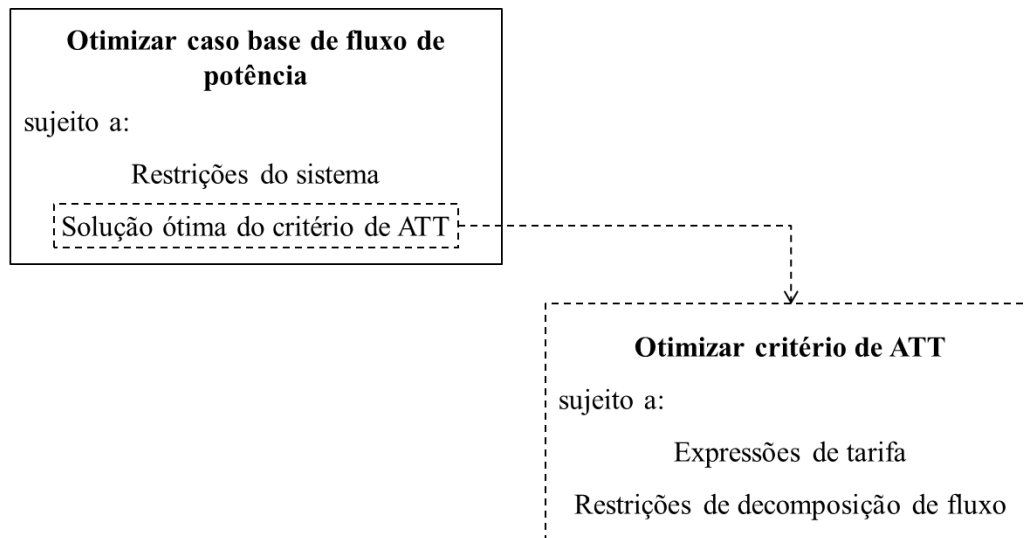 Otimizar caso base de fluxo de
potência
sujeito a:
Restrições do sistema
Solução ótima do critério de ATT
Otimizar critério de ATT
sujeito a:
Expressões de tarifa
Restrições de decomposição de fluxo